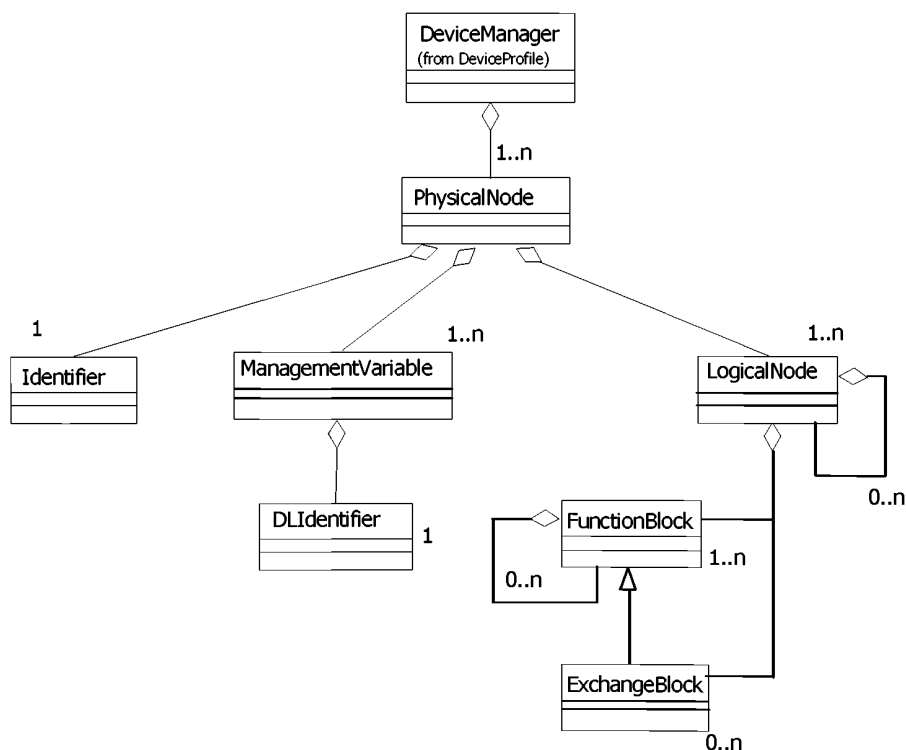 DeviceManager
(from DeviceProfile)
1..n
PhysicalNode
1
1..n
1..n
Identifier
ManagementVariable
LogicalNode
0..n
DLIdentifier
1
FunctionBlock
1..n
0..n
ExchangeBlock
0..n